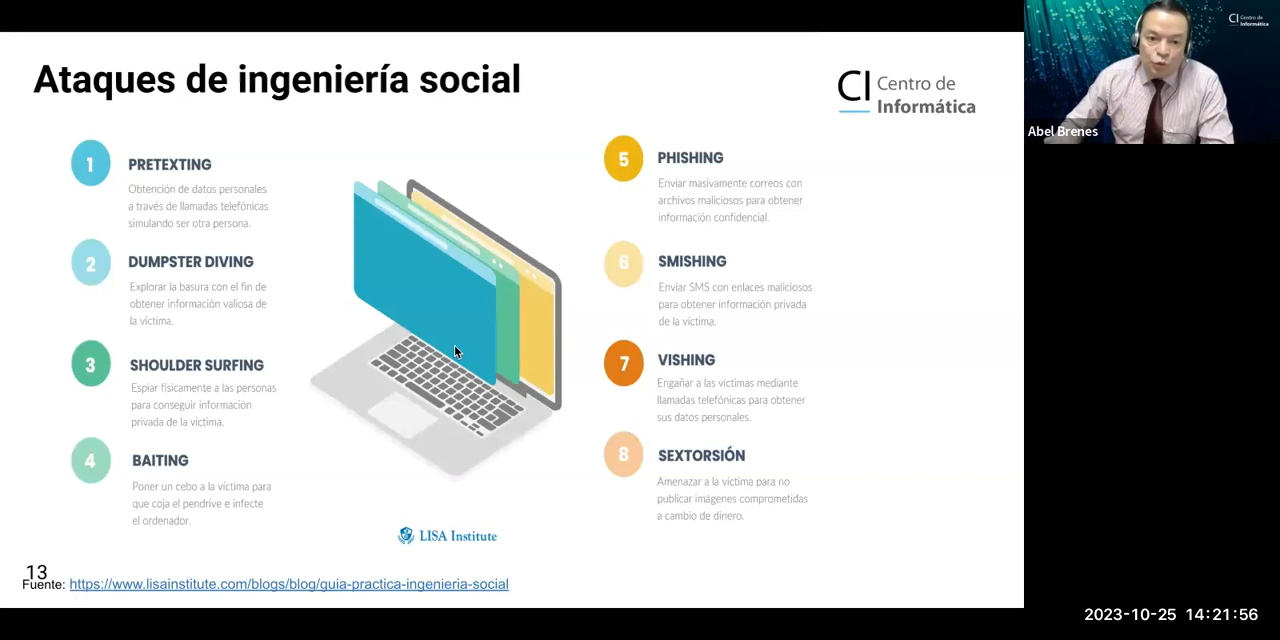 Ataques de ingeniería social
CI Centro de
Informática
1 PRETEXTING
Obtención de datos personales
a través de llamadas telefónicas
simulando ser otra persona.
2 DUMPSTER DIVING
Explorar la basura con el fin de
obtener información valiosa de
la víctima.
3 SHOULDER SURFING
Espiar físicamente a las personas
para conseguir información
privada de la víctima.
4 BAITING
Poner un cebo a la víctima para
que coja el pendrive e infecte
el ordenador.
5 PHISHING
Enviar masivamente correos con
archivos maliciosos para obtener
información confidencial.
6 SMISHING
Enviar SMS con enlaces maliciosos
para obtener información privada
de la víctima.
7 VISHING
Engañar a las víctimas mediante
llamadas telefónicas para obtener
sus datos personales.
8 SEXTORSIÓN
Amenazar a la víctima para no
publicar imágenes comprometidas
a cambio de dinero.
LISA Institute
13
Fuente: https://www.lisainstitute.com/blogs/blog/guia-practica-ingenieria-social
CI Centro de
Informática
Abel Brenes
2023-10-25 14:21:56